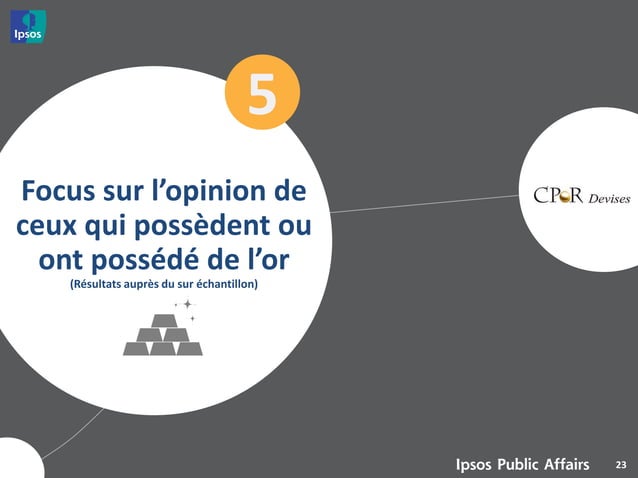 Ipsos
5
Focus sur l’opinion de
ceux qui possèdent ou
ont possédé de l’or
(Résultats auprès du sur échantillon)
CPoR Devises
Ipsos Public Affairs
23